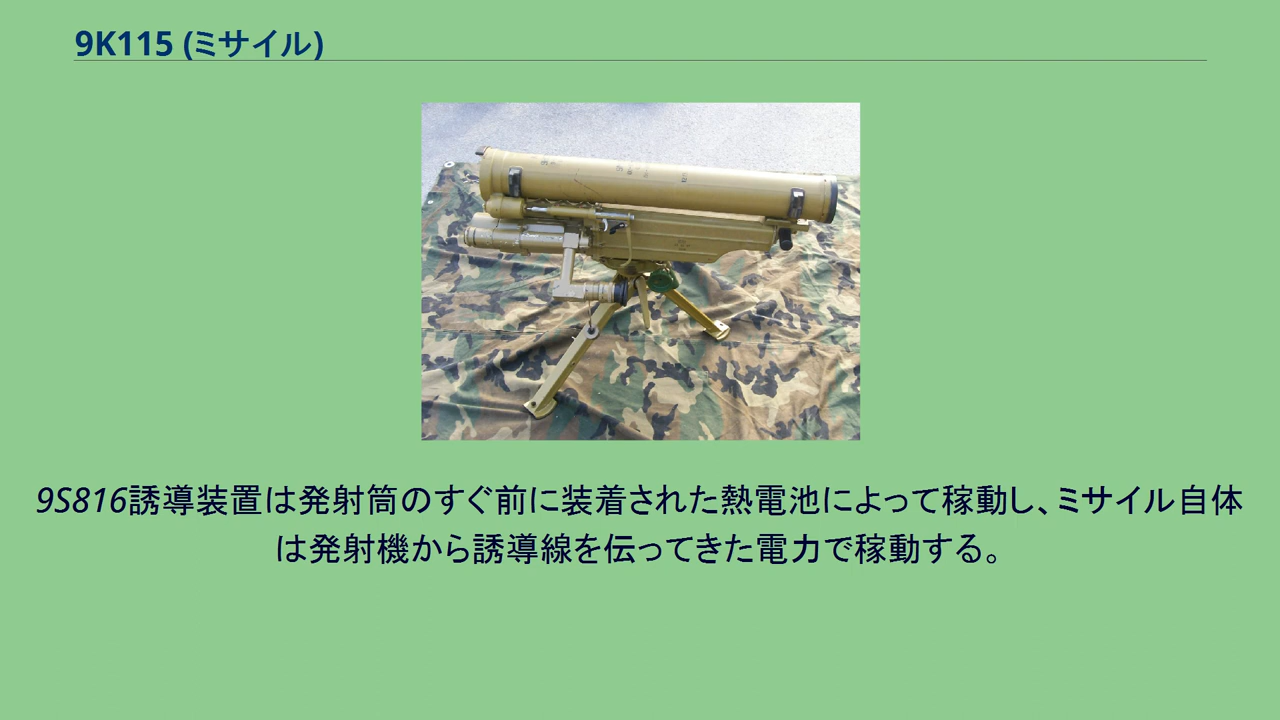 9K115 (ミサイル)
9S816誘導装置は発射筒のすぐ前に装着された熱電池によって稼動し、ミサイル自体
は発射機から誘導線を伝ってきた電力で稼動する。